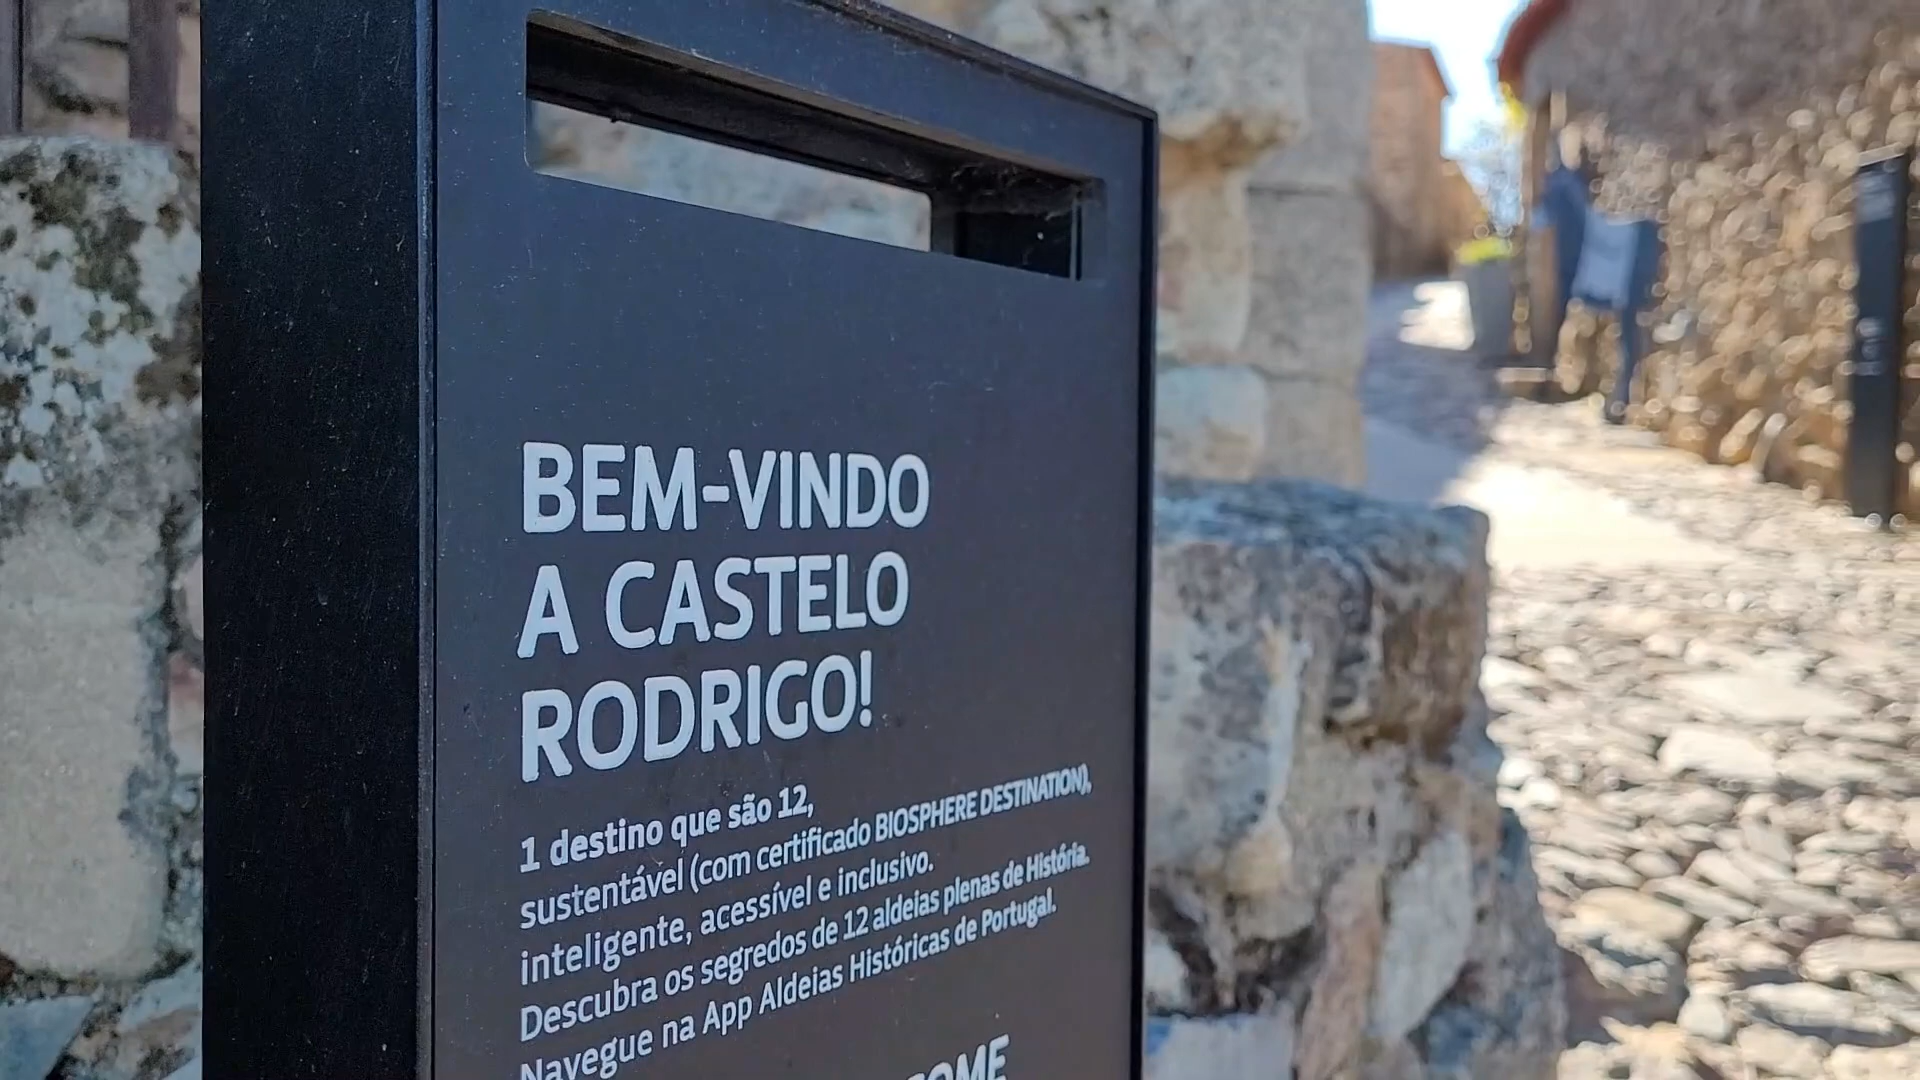 BEM-VINDO
A CASTELO
RODRIGO!
1 destino que são 12,
sustentável (com certificado BIOSPHERE DESTINATION),
inteligente, acessível e inclusivo.
Descubra os segredos de 12 aldeias plenas de História.
Navegue na App Aldeias Históricas de Portugal.